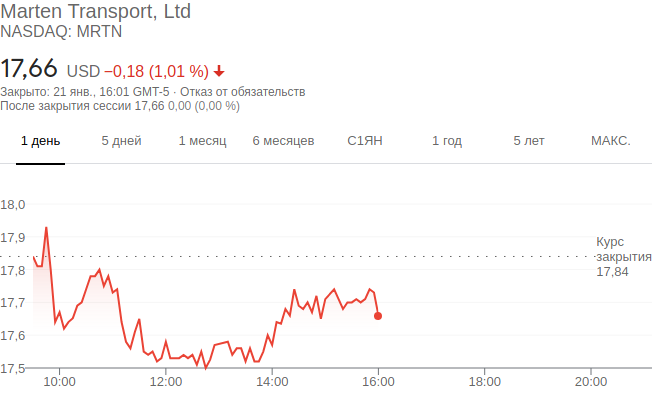 Marten Transport, Ltd
NASDAQ: MRTN
17,66 USD −0,18 (1,01 %)
Закрыто: 21 янв., 16:01 GMT-5 · Отказ от обязательств
После закрытия сессии 17,66 0,00 (0,00 %)
1 день 5 дней 1 месяц 6 месяцев С1ЯН 1 год 5 лет МАКС.
18,0
17,9
Курс
закрытия
17,84
17,8
17,7
17,6
17,5
10:00 12:00 14:00 16:00 18:00 20:00